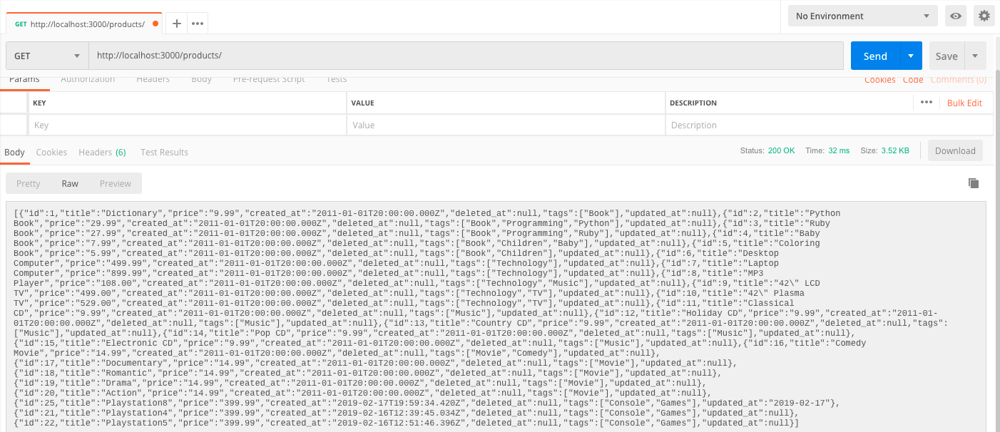 GET http://localhost:3000/products/
No Environment
GET http://localhost:3000/products/ Send Save
Params Authorization Headers Body Pre-request Script Tests Cookies Code Comments (0)
KEY VALUE DESCRIPTION Bulk Edit
Key Value Description
Body Cookies Headers (6) Test Results Status: 200 OK Time: 32 ms Size: 3.52 KB Download
Pretty Raw Preview
[{"id":1,"title":"Dictionary","price":"9.99","created_at":"2011-01-01T20:00:00.000Z","deleted_at":null,"tags":["Book"],"updated_at":null},{"id":2,"title":"Python
Book","price":"29.99","created_at":"2011-01-01T20:00:00.000Z","deleted_at":null,"tags":["Book","Programming","Python"],"updated_at":null},{"id":3,"title":"Ruby
Book","price":"27.99","created_at":"2011-01-01T20:00:00.000Z","deleted_at":null,"tags":["Book","Programming","Ruby"],"updated_at":null},{"id":4,"title":"Baby
Book","price":"7.99","created_at":"2011-01-01T20:00:00.000Z","deleted_at":null,"tags":["Book","Children","Baby"],"updated_at":null},{"id":5,"title":"Coloring
Book","price":"5.99","created_at":"2011-01-01T20:00:00.000Z","deleted_at":null,"tags":["Book","Children"],"updated_at":null},{"id":6,"title":"Desktop
Computer","price":"499.99","created_at":"2011-01-01T20:00:00.000Z","deleted_at":null,"tags":["Technology"],"updated_at":null},{"id":7,"title":"Laptop
Computer","price":"899.99","created_at":"2011-01-01T20:00:00.000Z","deleted_at":null,"tags":["Technology"],"updated_at":null},{"id":8,"title":"MP3
Player","price":"108.00","created_at":"2011-01-01T20:00:00.000Z","deleted_at":null,"tags":["Technology","Music"],"updated_at":null},{"id":9,"title":"42\" LCD
TV","price":"499.00","created_at":"2011-01-01T20:00:00.000Z","deleted_at":null,"tags":["Technology","TV"],"updated_at":null},{"id":10,"title":"42\" Plasma
TV","price":"529.00","created_at":"2011-01-01T20:00:00.000Z","deleted_at":null,"tags":["Technology","TV"],"updated_at":null},{"id":11,"title":"Classical
CD","price":"9.99","created_at":"2011-01-01T20:00:00.000Z","deleted_at":null,"tags":["Music"],"updated_at":null},{"id":12,"title":"Holiday CD","price":"9.99","created_at":"2011-01-
01T20:00:00.000Z","deleted_at":null,"tags":["Music"],"updated_at":null},{"id":13,"title":"Country CD","price":"9.99","created_at":"2011-01-01T20:00:00.000Z","deleted_at":null,"tags":
["Music"],"updated_at":null},{"id":14,"title":"Pop CD","price":"9.99","created_at":"2011-01-01T20:00:00.000Z","deleted_at":null,"tags":["Music"],"updated_at":null},
{"id":15,"title":"Electronic CD","price":"9.99","created_at":"2011-01-01T20:00:00.000Z","deleted_at":null,"tags":["Music"],"updated_at":null},{"id":16,"title":"Comedy
Movie","price":"14.99","created_at":"2011-01-01T20:00:00.000Z","deleted_at":null,"tags":["Movie","Comedy"],"updated_at":null},
{"id":17,"title":"Documentary","price":"14.99","created_at":"2011-01-01T20:00:00.000Z","deleted_at":null,"tags":["Movie"],"updated_at":null},
{"id":18,"title":"Romantic","price":"14.99","created_at":"2011-01-01T20:00:00.000Z","deleted_at":null,"tags":["Movie"],"updated_at":null},
{"id":19,"title":"Drama","price":"14.99","created_at":"2011-01-01T20:00:00.000Z","deleted_at":null,"tags":["Movie"],"updated_at":null},
{"id":20,"title":"Action","price":"14.99","created_at":"2011-01-01T20:00:00.000Z","deleted_at":null,"tags":["Movie"],"updated_at":null},
{"id":25,"title":"Playstation8","price":"399.99","created_at":"2019-02-17T19:59:34.420Z","deleted_at":null,"tags":["Console","Games"],"updated_at":"2019-02-17"},
{"id":21,"title":"Playstation4","price":"399.99","created_at":"2019-02-16T12:39:45.034Z","deleted_at":null,"tags":["Console","Games"],"updated_at":null},
{"id":22,"title":"Playstation5","price":"399.99","created_at":"2019-02-16T12:51:46.396Z","deleted_at":null,"tags":["Console","Games"],"updated_at":null}]